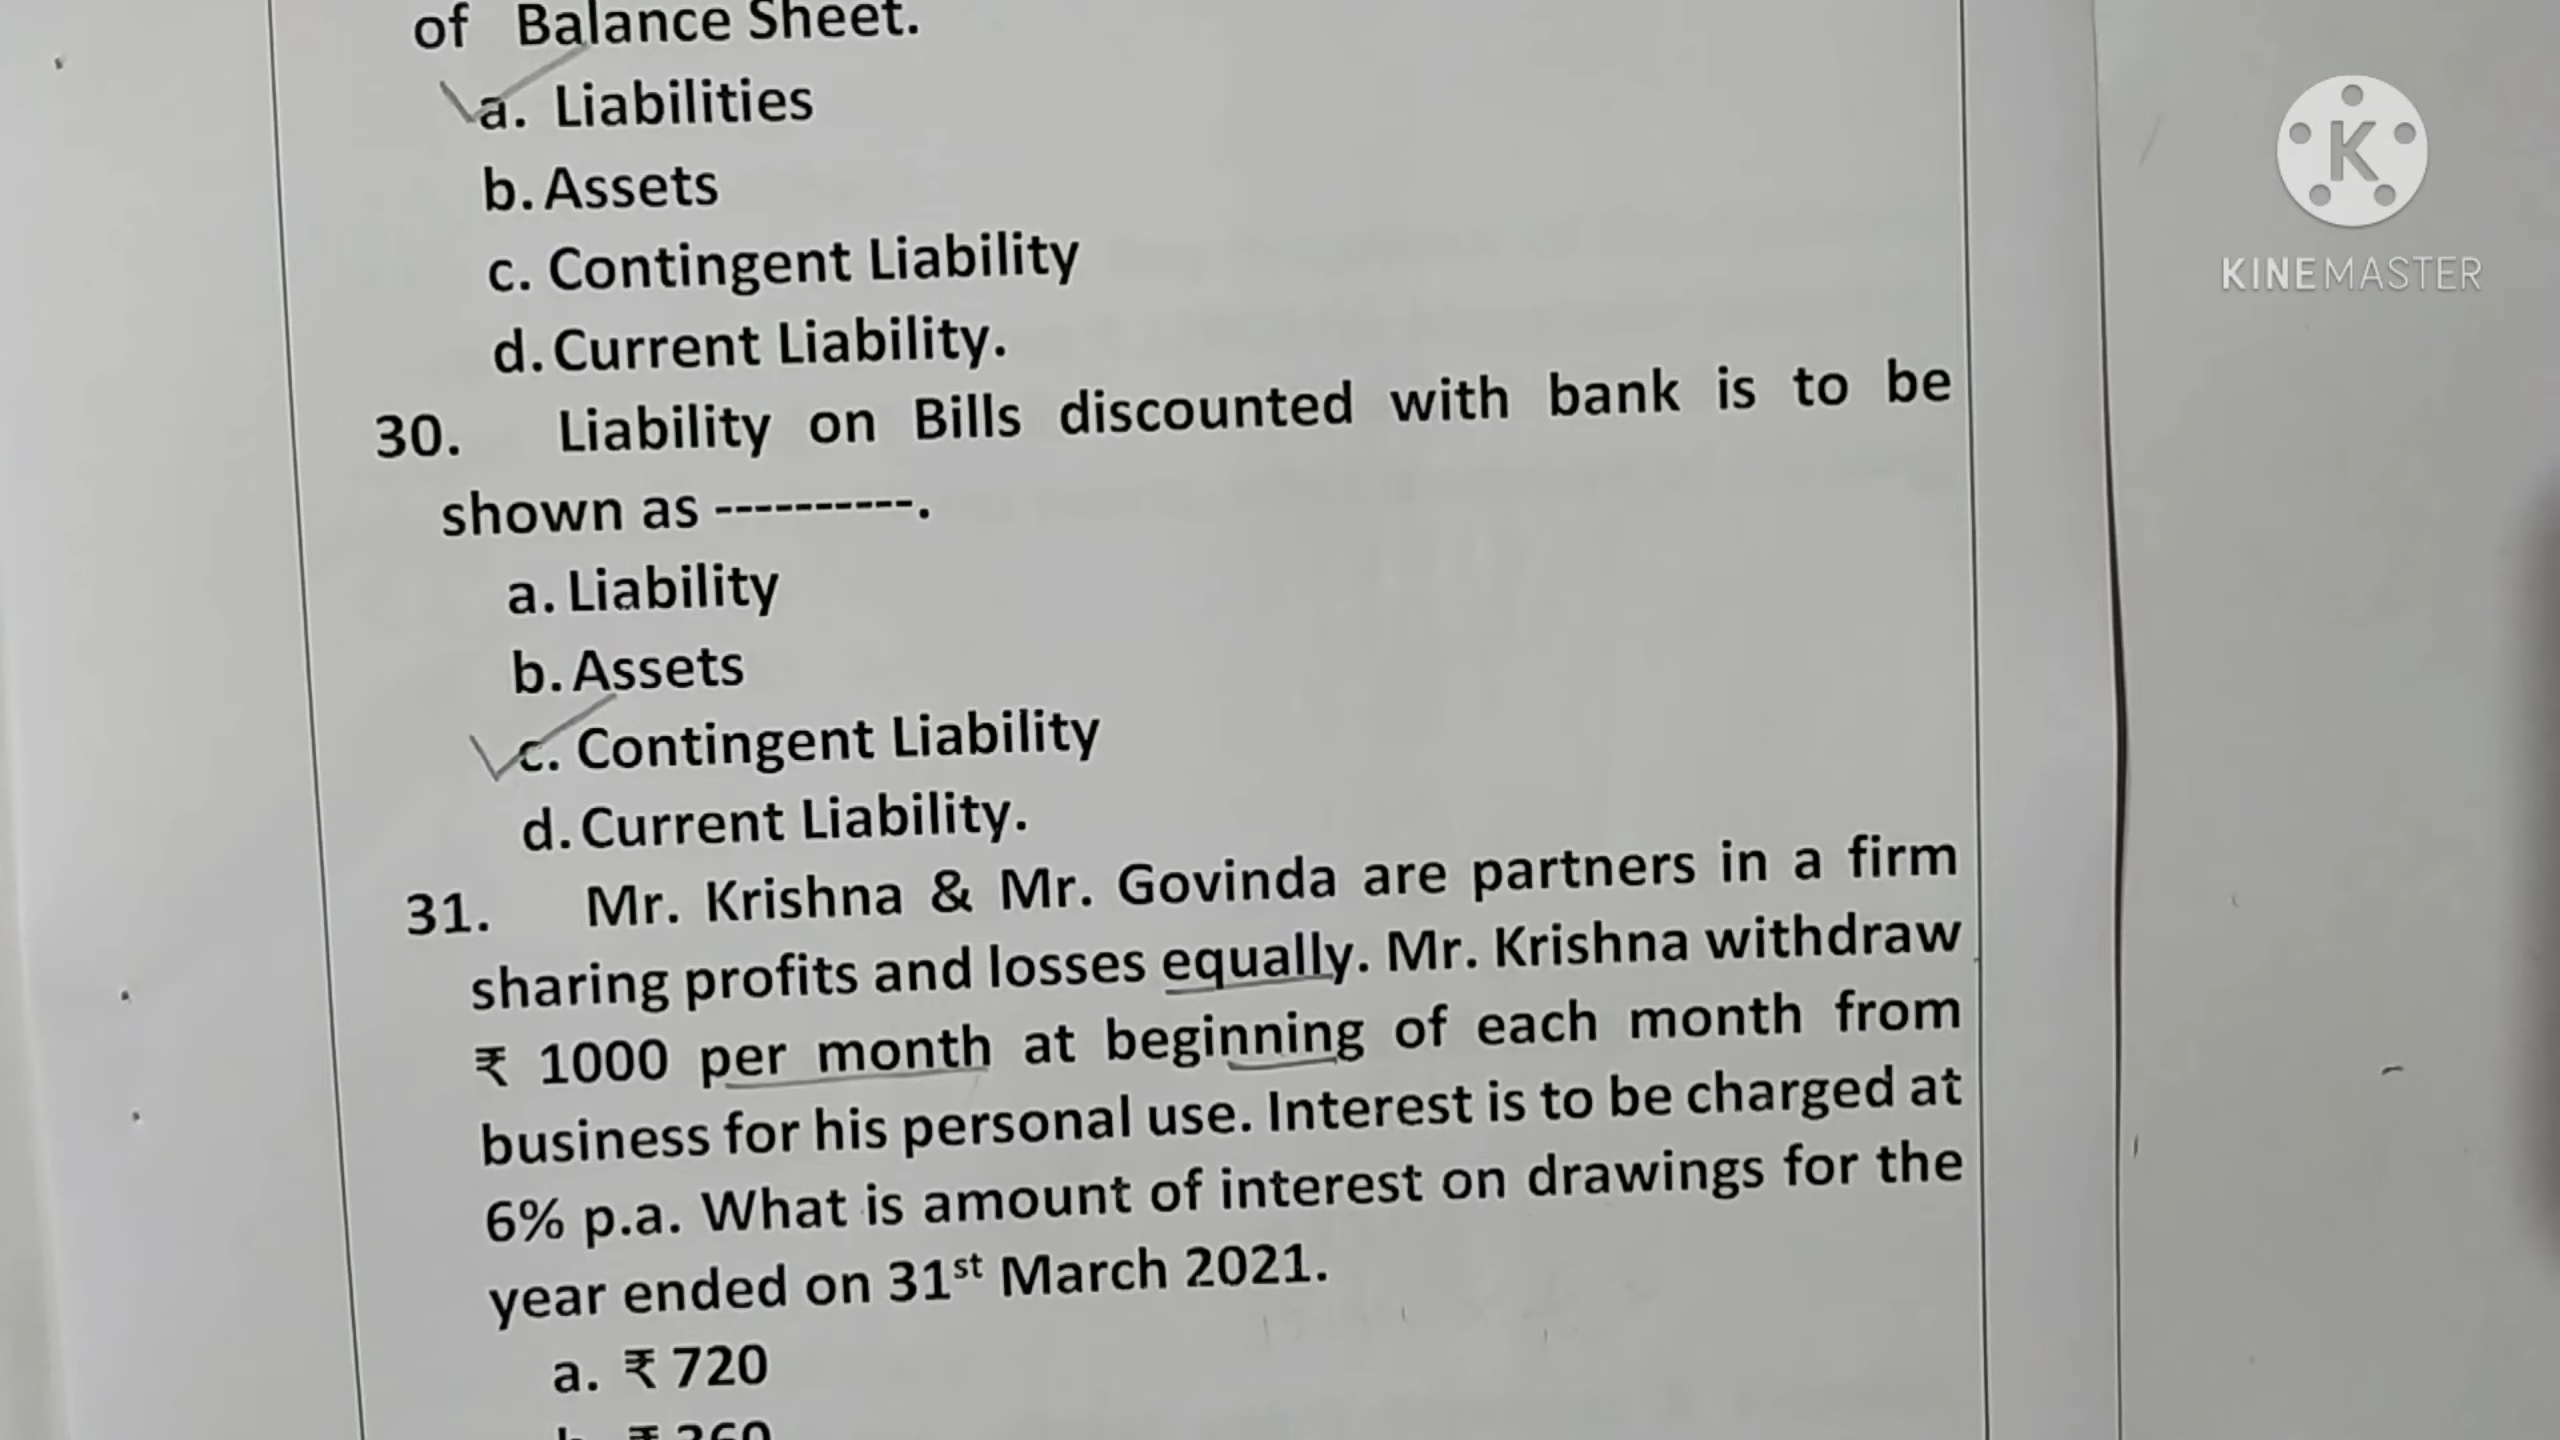 of Balance Sheet.
a. Liabilities
b. Assets
c. Contingent Liability
d. Current Liability.
30. Liability on Bills discounted with bank is to be
shown as ----------.
a. Liability
b. Assets
c. Contingent Liability
d. Current Liability.
31. Mr. Krishna & Mr. Govinda are partners in a firm
sharing profits and losses equally. Mr. Krishna withdraw
₹ 1000 per month at beginning of each month from
business for his personal use. Interest is to be charged at
6% p.a. What is amount of interest on drawings for the
year ended on 31st March 2021.
a. ₹ 720
K
KINEMASTER